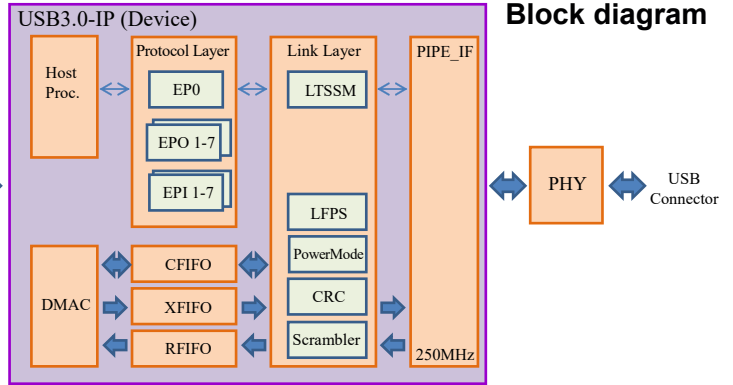 USB3.0-IP (Device)
Block diagram
Host
Proc.
Protocol Layer
EP0
EPO 1-7
EPI 1-7
Link Layer
LTSSM
LFPS
PowerMode
CRC
Scrambler
PIPE_IF
250MHz
DMAC
CFIFO
XFIFO
RFIFO
PHY
USB
Connector